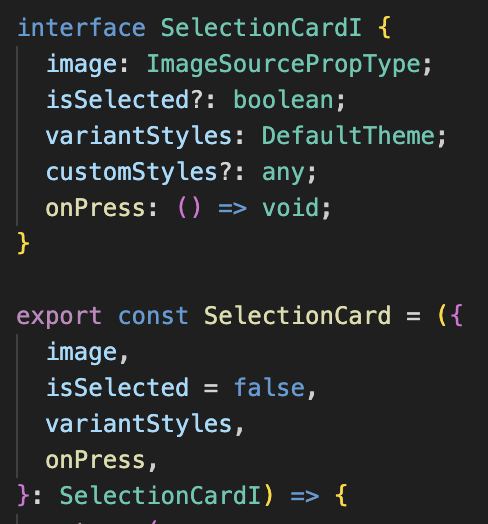 interface SelectionCardI {
image: ImageSourcePropType;
isSelected?: boolean;
variantStyles: DefaultTheme;
customStyles?: any;
onPress: () => void;
}
export const SelectionCard = ({
image,
isSelected = false,
variantStyles,
onPress,
}: SelectionCardI) => {